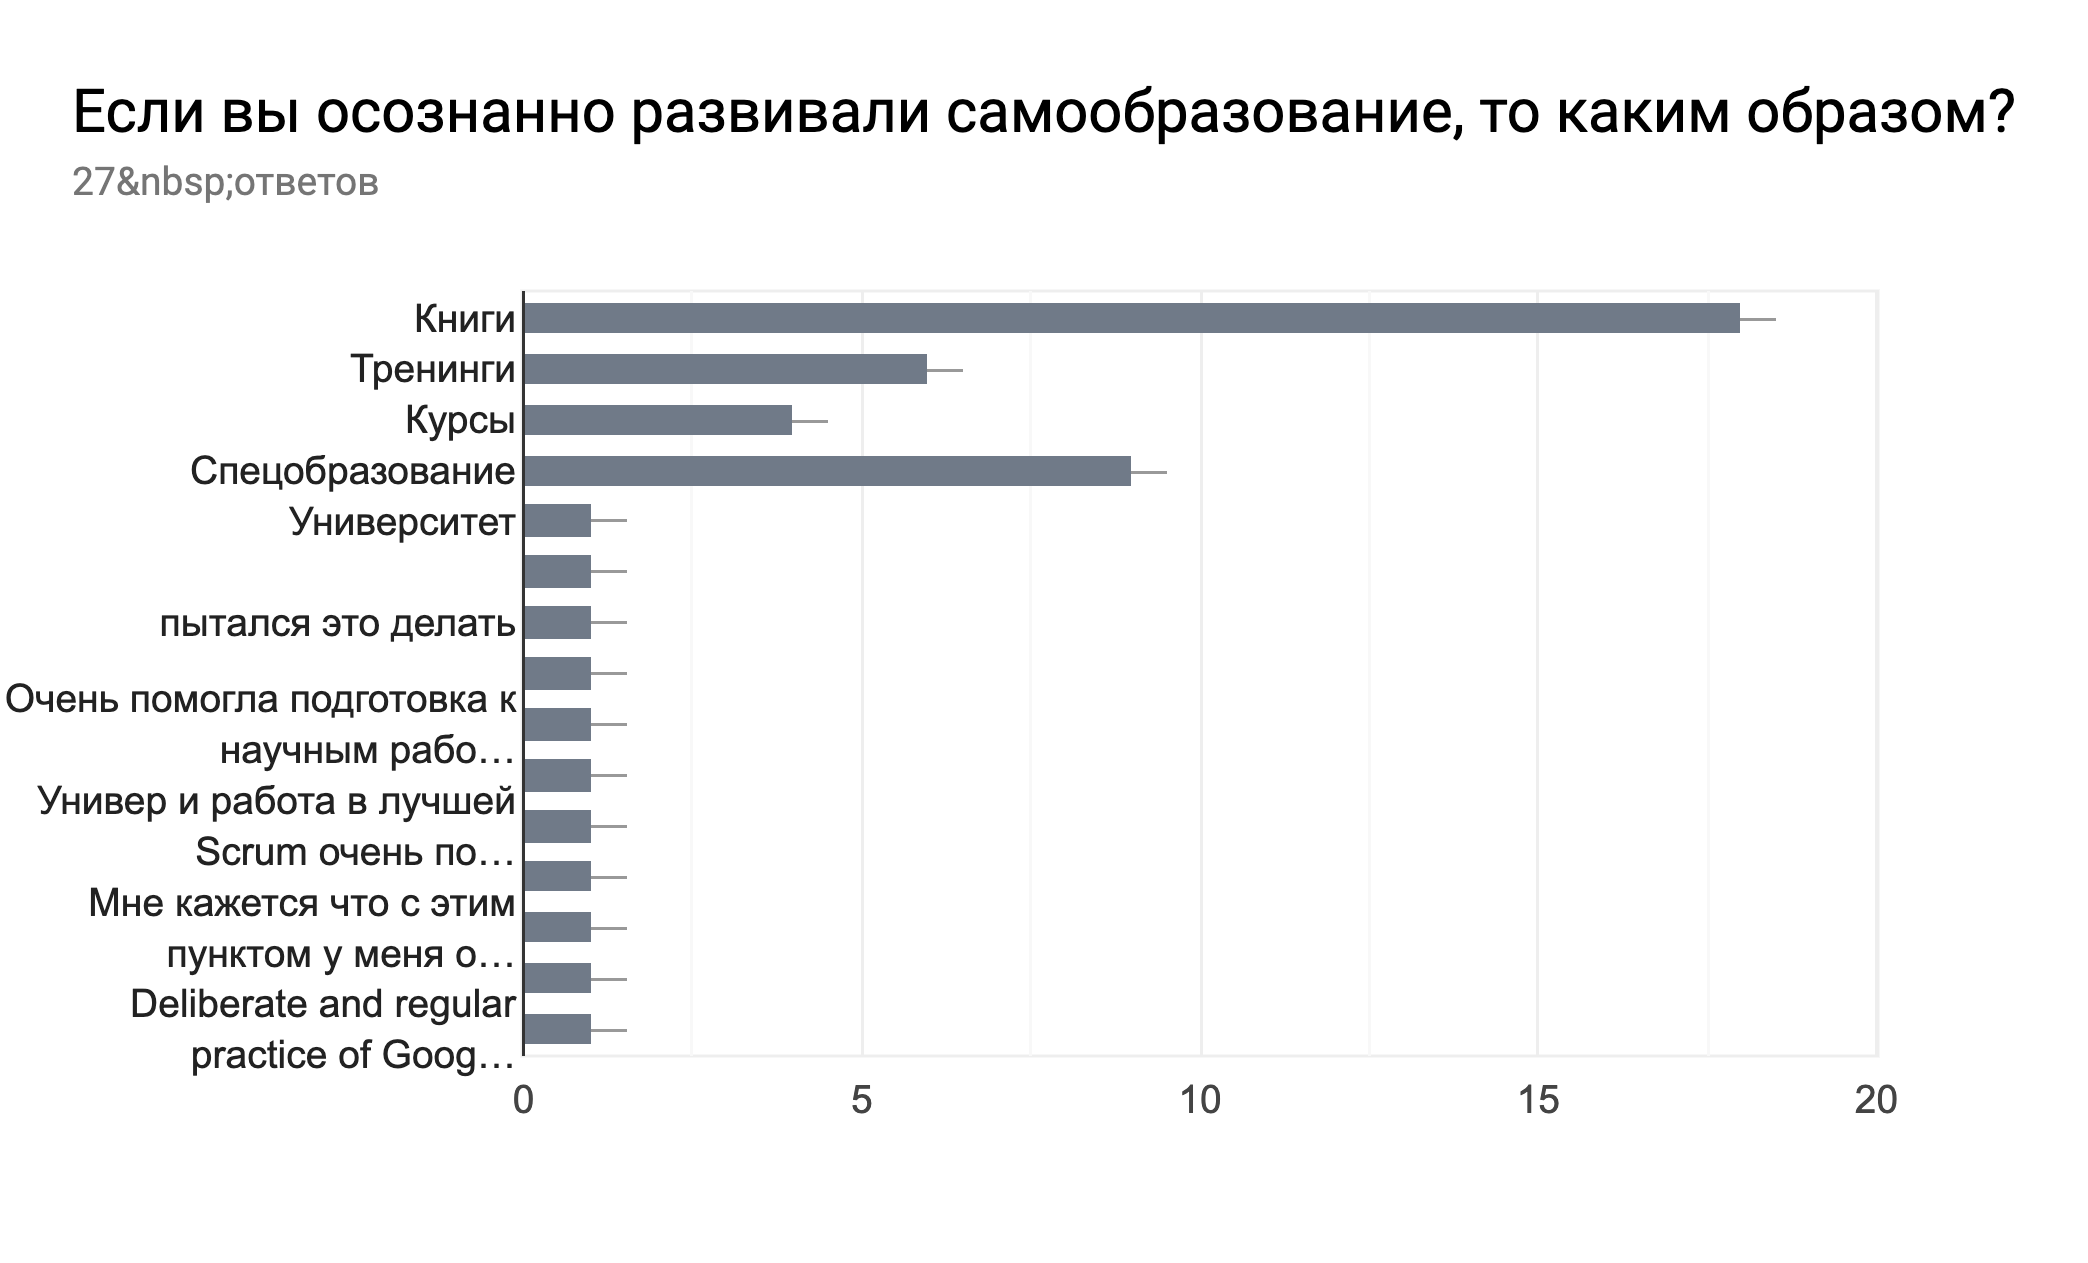 Если вы осознанно развивали самообразование, то каким образом?
27&nbsp;ответов
Книги
Тренинги
Курсы
Спецобразование
Университет
пытался это делать
Очень помогла подготовка к
научным рабо…
Универ и работа в лучшей
Scrum очень по…
Мне кажется что с этим
пунктом у меня о…
Deliberate and regular
practice of Goog…
0 5 10 15 20